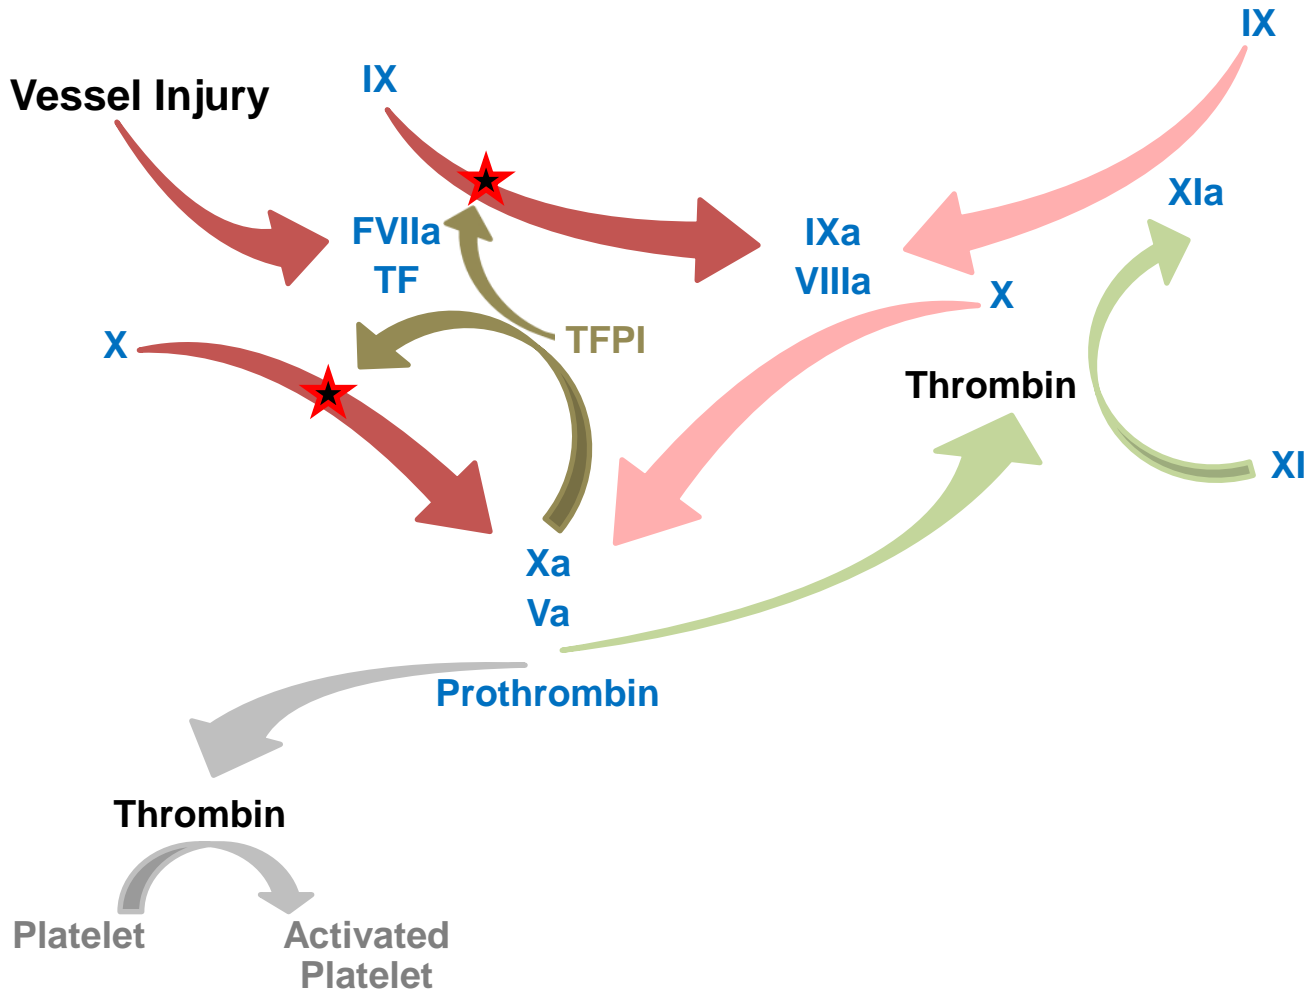 IX
IX
Vessel Injury
XIa
FVIIa
TF
IXa
VIIIa
X
TFPI
X
Thrombin
XI
Xa
Va
Prothrombin
Thrombin
Platelet
Activated
Platelet